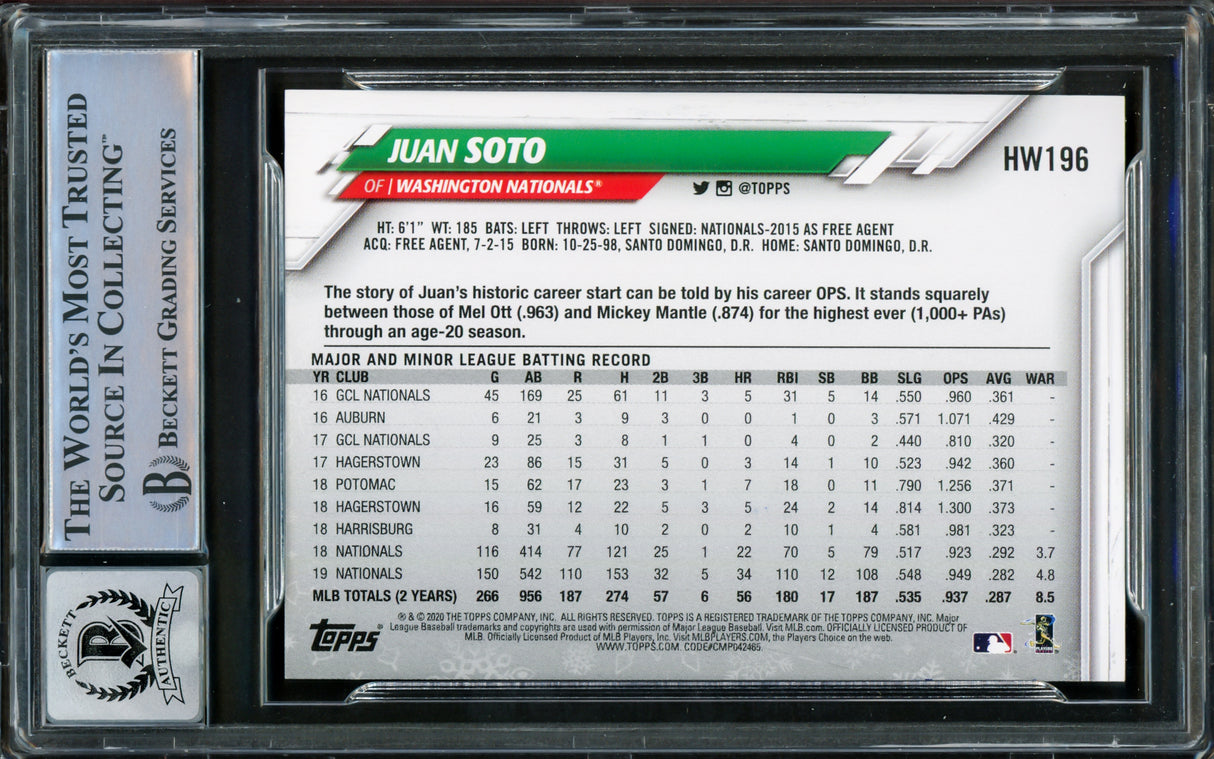 THE WORLD'S MOST TRUSTED
SOURCE IN COLLECTING™
BECKETT GRADING SERVICES
B
BECKETT
AUTHENTIC
JUAN SOTO
HW196
OF | WASHINGTON NATIONALS®
@TOPPS
HT: 6'1" WT: 185 BATS: LEFT THROWS: LEFT SIGNED: NATIONALS-2015 AS FREE AGENT
ACQ: FREE AGENT, 7-2-15 BORN: 10-25-98, SANTO DOMINGO, D.R. HOME: SANTO DOMINGO, D.R.
The story of Juan's historic career start can be told by his career OPS. It stands squarely
between those of Mel Ott (.963) and Mickey Mantle (.874) for the highest ever (1,000+ PAs)
through an age-20 season.
MAJOR AND MINOR LEAGUE BATTING RECORD
YR CLUB G AB R H 2B 3B HR RBI SB BB SLG OPS AVG WAR
16 GCL NATIONALS 45 169 25 61 11 3 5 31 5 14 .550 .960 .361 -
16 AUBURN 6 21 3 9 3 0 0 1 0 3 .571 1.071 .429 -
17 GCL NATIONALS 9 25 3 8 1 1 0 4 0 2 .440 .810 .320 -
17 HAGERSTOWN 23 86 15 31 5 0 3 14 1 10 .523 .942 .360 -
18 POTOMAC 15 62 17 23 3 1 7 18 0 11 .790 1.256 .371 -
18 HAGERSTOWN 16 59 12 22 5 3 5 24 2 14 .814 1.300 .373 -
18 HARRISBURG 8 31 4 10 2 0 2 10 1 4 .581 .981 .323 -
18 NATIONALS 116 414 77 121 25 1 22 70 5 79 .517 .923 .292 3.7
19 NATIONALS 150 542 110 153 32 5 34 110 12 108 .548 .949 .282 4.8
MLB TOTALS (2 YEARS) 266 956 187 274 57 6 56 180 17 187 .535 .937 .287 8.5
TOPPS®
® & © 2020 THE TOPPS COMPANY, INC. ALL RIGHTS RESERVED. TOPPS IS A REGISTERED TRADEMARK OF THE TOPPS COMPANY, INC. Major
League Baseball trademarks and copyrights are used with permission of Major League Baseball. Visit MLB.com. OFFICIALLY LICENSED PRODUCT OF
MLB. Officially Licensed Product of MLB Players, Inc. Visit MLBPLAYERS.COM, the Players Choice on the web.
WWW.TOPPS.COM. CODE#CMP042465.